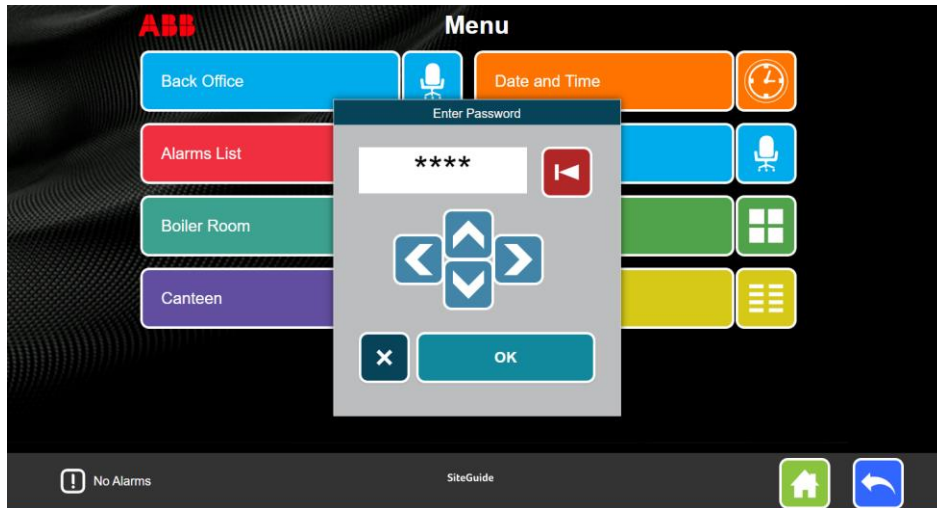 ABB
Menu
Back Office
Date and Time
Enter Password
Alarms List
****
Boiler Room
Canteen
OK
No Alarms
SiteGuide